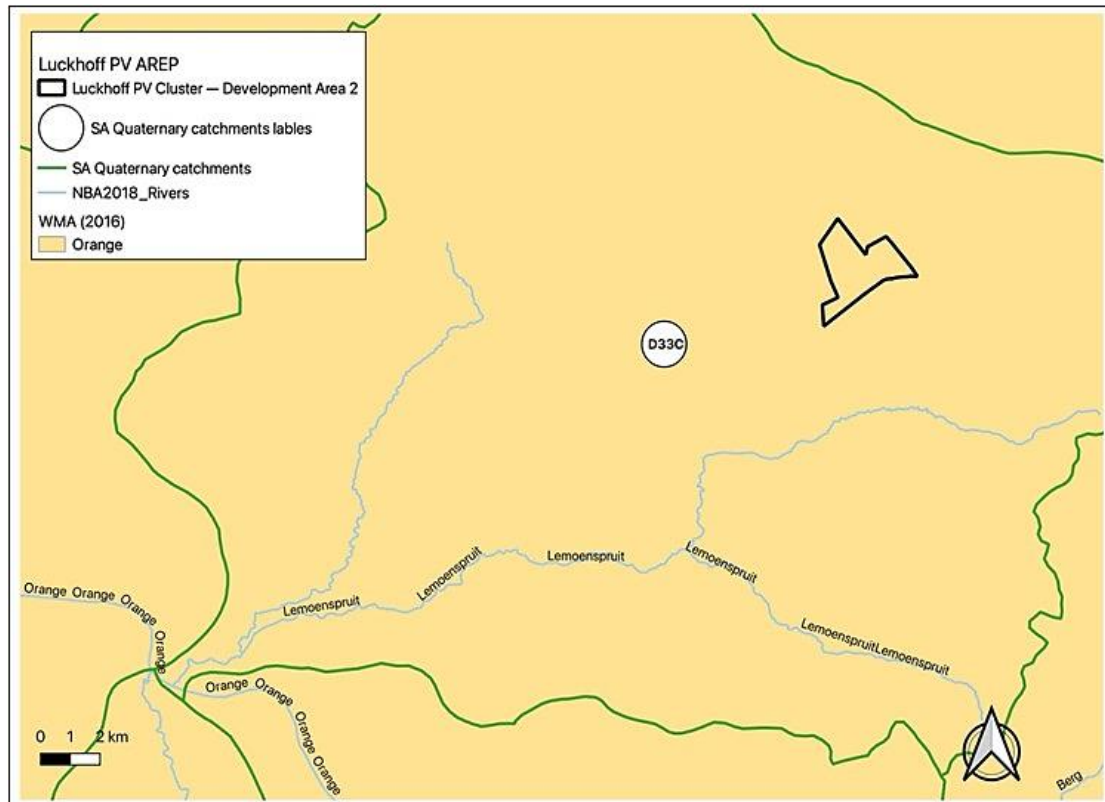 Luckhoff PV AREP
Luckhoff PV Cluster — Development Area 2
SA Quaternary catchments lables
SA Quaternary catchments
NBA2018_Rivers
WMA (2016)
Orange
D33C
Lemoenspruit
Lemoenspruit
Lemoenspruit
Lemoenspruit
LemoenspruitLemoenspruit
Orange Orange Orange Orange
Orange Orange Orange Orange
0 1 2 km
Berg